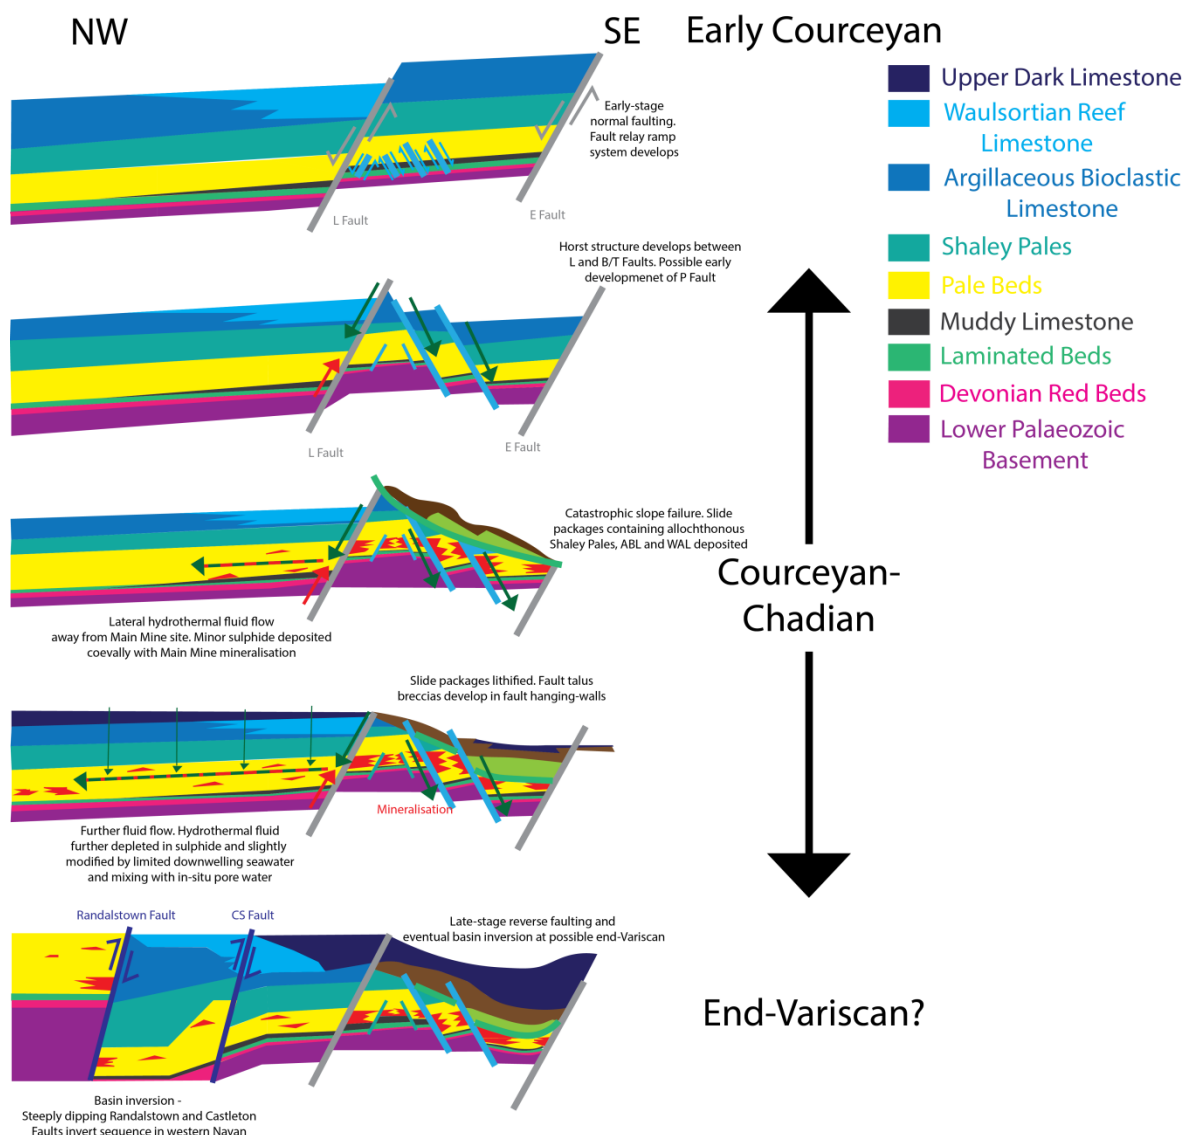 NW
SE
Early Courceyan
Upper Dark Limestone
Waulsortian Reef
Limestone
Argillaceous Bioclastic
Limestone
Shaley Pales
Pale Beds
Muddy Limestone
Laminated Beds
Devonian Red Beds
Lower Palaeozoic
Basement
Early-stage
normal faulting.
Fault relay ramp
system develops
L Fault
E Fault
Horst structure develops between
L and B/T Faults. Possible early
developmenet of P Fault
L Fault
E Fault
Catastrophic slope failure. Slide
packages containing allochthonous
Shaley Pales, ABL and WAL deposited
Courceyan-
Chadian
Lateral hydrothermal fluid flow
away from Main Mine site. Minor sulphide deposited
coevally with Main Mine mineralisation
Slide packages lithified. Fault talus
breccias develop in fault hanging-walls
Mineralisation
Further fluid flow. Hydrothermal fluid
further depleted in sulphide and slightly
modified by limited downwelling seawater
and mixing with in-situ pore water
Randalstown Fault
CS Fault
Late-stage reverse faulting and
eventual basin inversion at possible end-Variscan
End-Variscan?
Basin inversion -
Steeply dipping Randalstown and Castleton
Faults invert sequence in western Navan